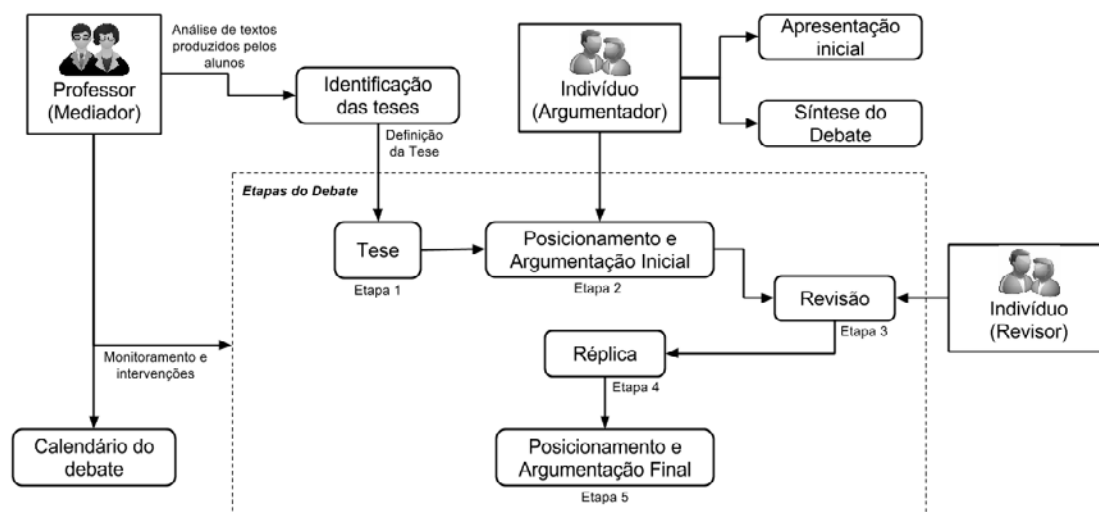 Professor
(Mediador)
Análise de textos
produzidos pelos
alunos
Identificação
das teses
Definição
da Tese
Indivíduo
(Argumentador)
Apresentação
inicial
Síntese do
Debate
Etapas do Debate
Tese
Etapa 1
Posicionamento e
Argumentação Inicial
Etapa 2
Revisão
Etapa 3
Indivíduo
(Revisor)
Monitoramento e
intervenções
Réplica
Etapa 4
Calendário do
debate
Posicionamento e
Argumentação Final
Etapa 5